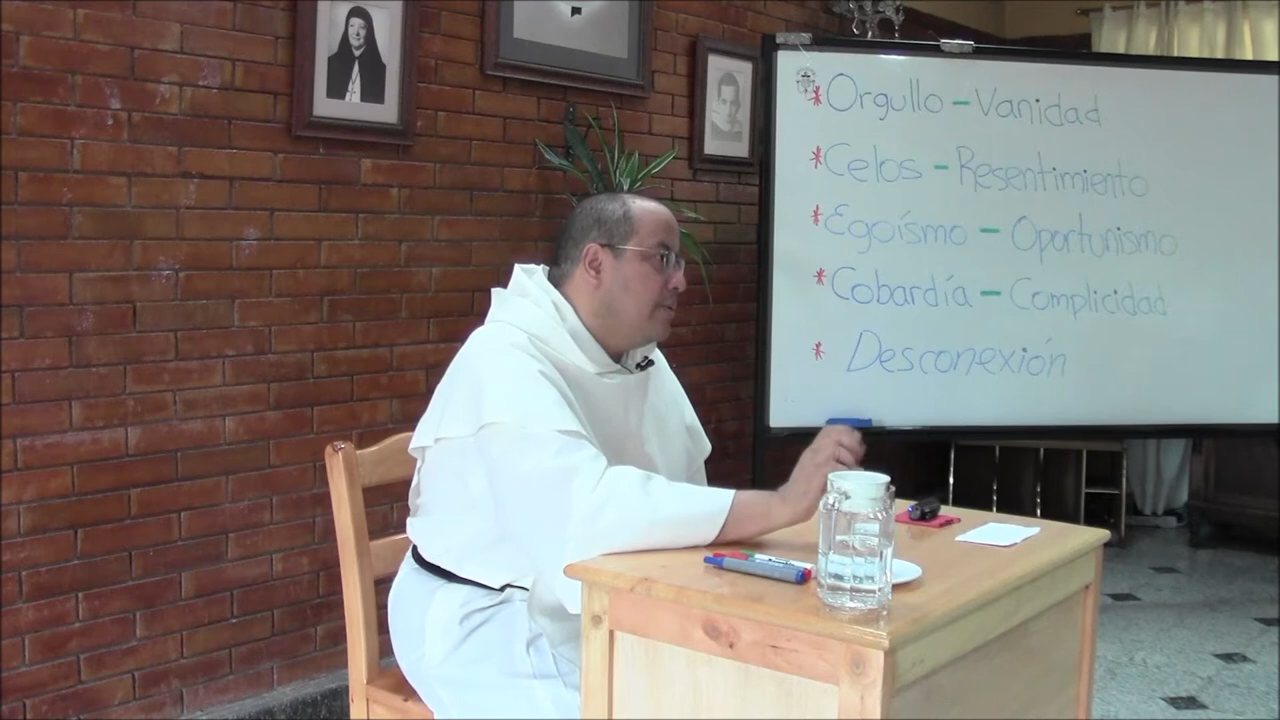 * Orgullo - Vanidad
* Celos - Resentimiento
* Egoísmo - Oportunismo
* Cobardía - Complicidad
* Desconexión